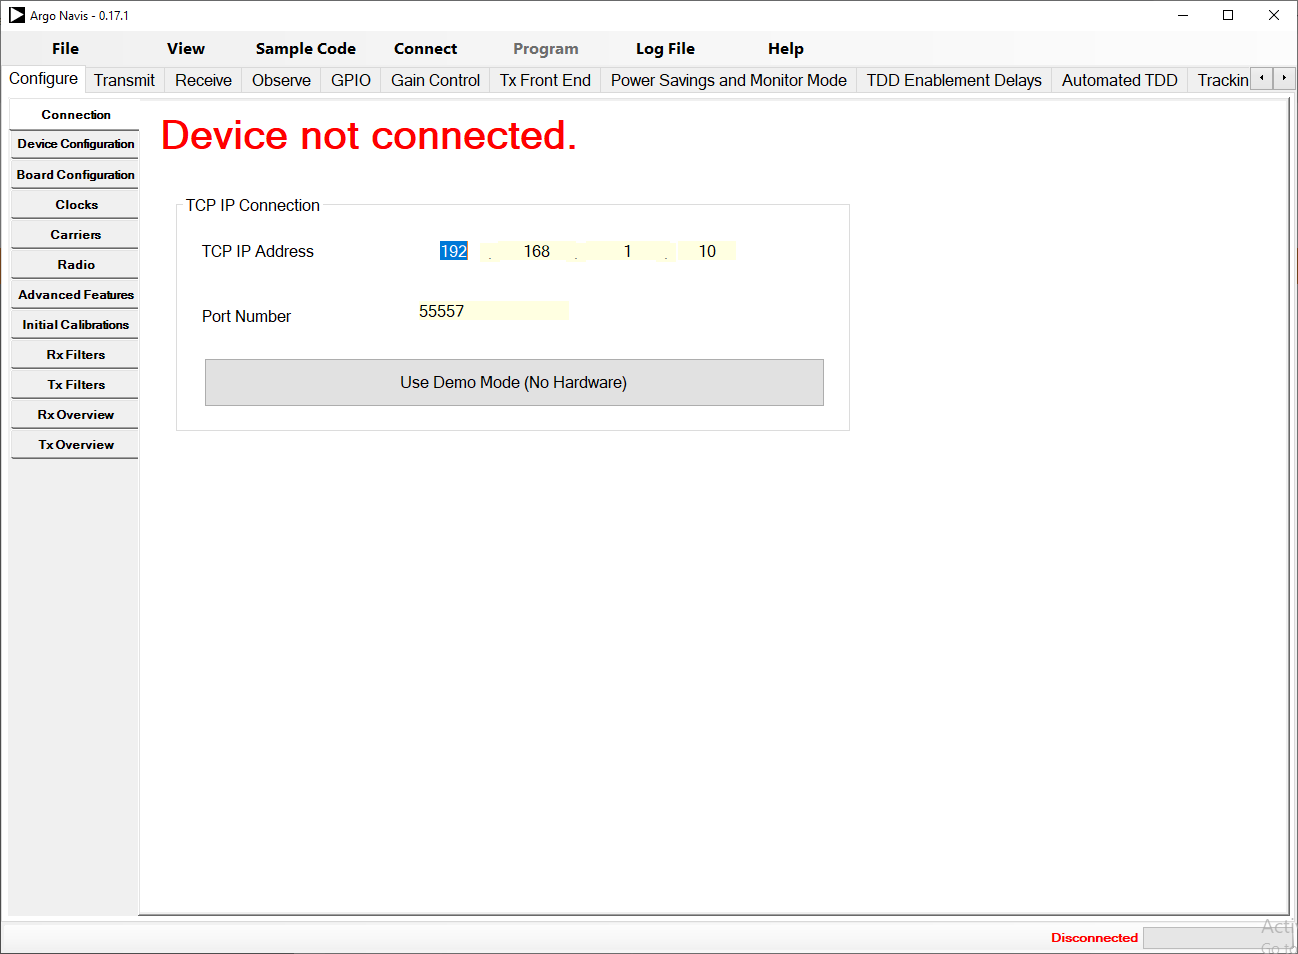 Argo Navis - 0.17.1
File View Sample Code Connect Program Log File Help
Configure Transmit Receive Observe GPIO Gain Control Tx Front End Power Savings and Monitor Mode TDD Enablement Delays Automated TDD Trackin
Connection
Device Configuration
Board Configuration
Clocks
Carriers
Radio
Advanced Features
Initial Calibrations
Rx Filters
Tx Filters
Rx Overview
Tx Overview
Device not connected.
TCP IP Connection
TCP IP Address 192 . 168 . 1 . 10
Port Number 55557
Use Demo Mode (No Hardware)
Disconnected
Acti
Go to